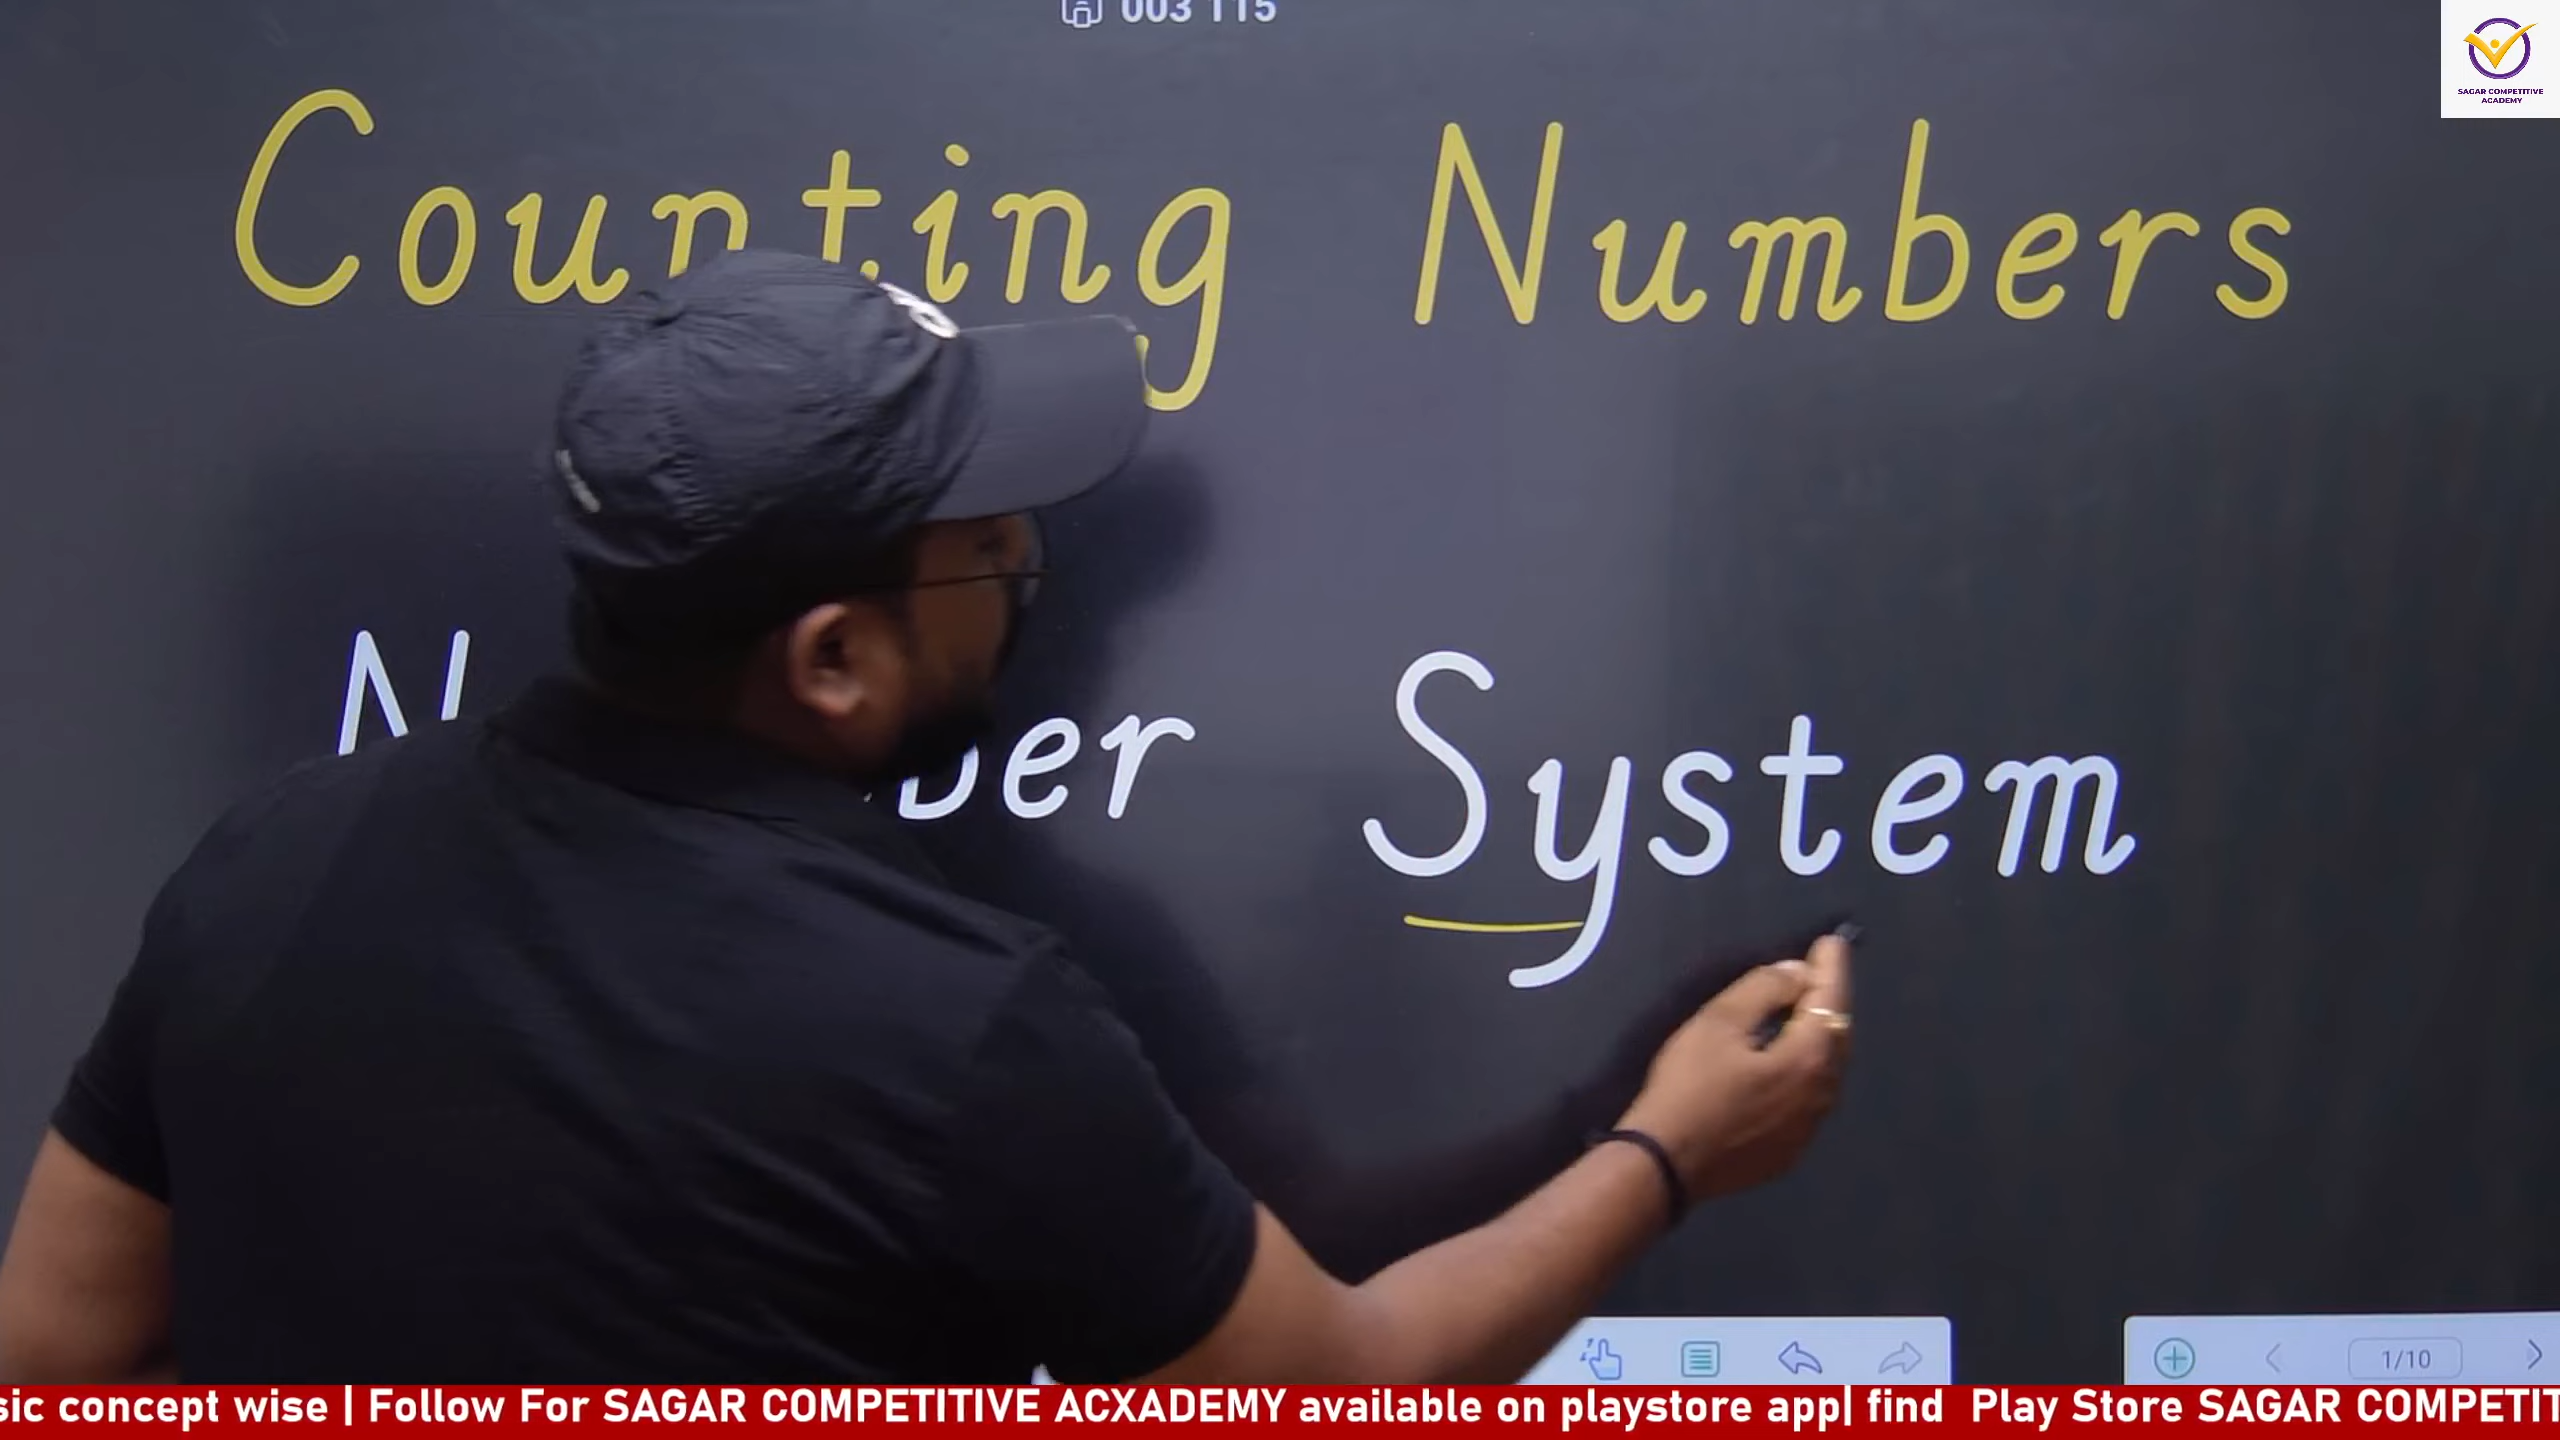 003 115
SAGAR COMPETITIVE
ACADEMY
Counting Numbers
System
1/10
sic concept wise | Follow For SAGAR COMPETITIVE ACXADEMY available on playstore app| find Play Store SAGAR COMPETIT